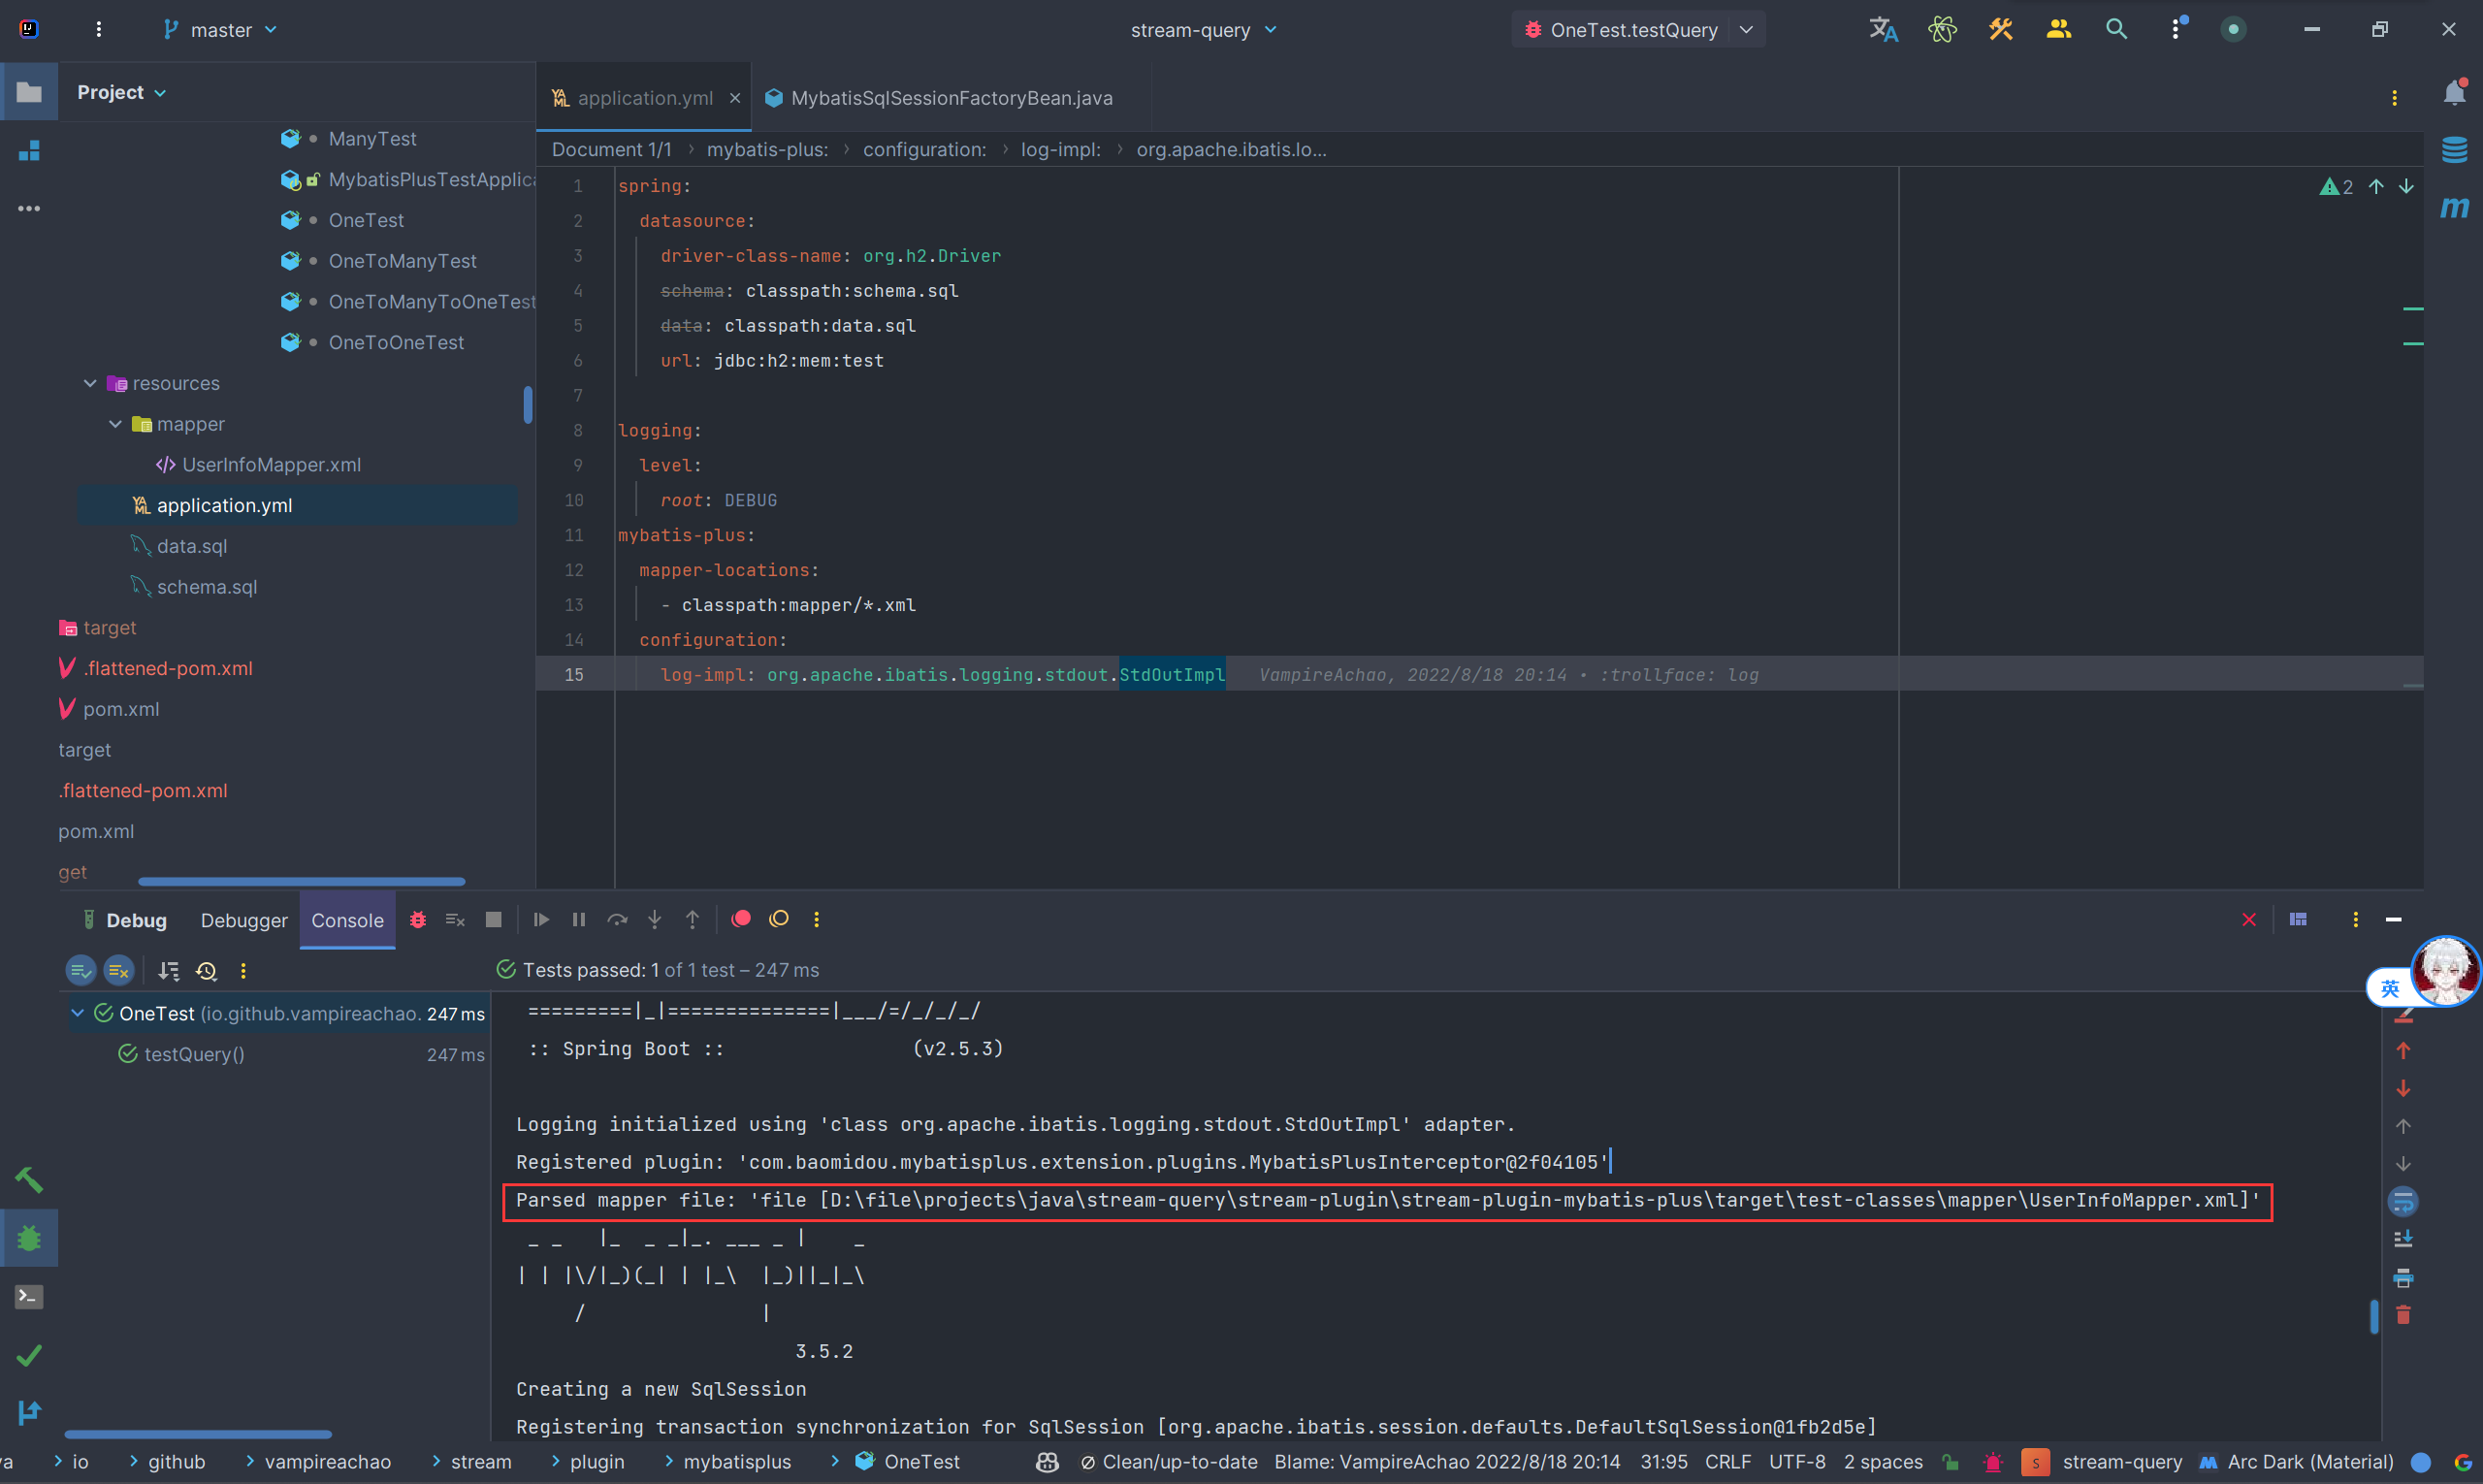 master
stream-query
OneTest.testQuery
Project
application.yml
MybatisSqlSessionFactoryBean.java
ManyTest
MybatisPlusTestApplica
OneTest
OneToManyTest
OneToManyToOneTest
OneToOneTest
resources
mapper
UserInfoMapper.xml
application.yml
data.sql
schema.sql
target
.flattened-pom.xml
pom.xml
target
.flattened-pom.xml
pom.xml
get
Document 1/1 › mybatis-plus: › configuration: › log-impl: › org.apache.ibatis.lo...
2
1 spring:
2 datasource:
3 driver-class-name: org.h2.Driver
4 schema: classpath:schema.sql
5 data: classpath:data.sql
6 url: jdbc:h2:mem:test
7
8 logging:
9 level:
10 root: DEBUG
11 mybatis-plus:
12 mapper-locations:
13 - classpath:mapper/*.xml
14 configuration:
15 log-impl: org.apache.ibatis.logging.stdout.StdOutImpl VampireAchao, 2022/8/18 20:14 • :trollface: log
Debug Debugger Console
Tests passed: 1 of 1 test – 247 ms
OneTest (io.github.vampireachao. 247 ms
testQuery() 247 ms
=========|_|==============|___/=/_/_/_/
:: Spring Boot :: (v2.5.3)
Logging initialized using 'class org.apache.ibatis.logging.stdout.StdOutImpl' adapter.
Registered plugin: 'com.baomidou.mybatisplus.extension.plugins.MybatisPlusInterceptor@2f04105'
Parsed mapper file: 'file [D:\file\projects\java\stream-query\stream-plugin\stream-plugin-mybatis-plus\target\test-classes\mapper\UserInfoMapper.xml]'
_ _   |_  _ _|_. ___ _ |    _
| | |\/|_)(_| | |_\  |_)||_|_\
     /               |
3.5.2
Creating a new SqlSession
Registering transaction synchronization for SqlSession [org.apache.ibatis.session.defaults.DefaultSqlSession@1fb2d5e]
英
va › io › github › vampireachao › stream › plugin › mybatisplus › OneTest
Clean/up-to-date Blame: VampireAchao 2022/8/18 20:14 31:95 CRLF UTF-8 2 spaces
S stream-query Arc Dark (Material)